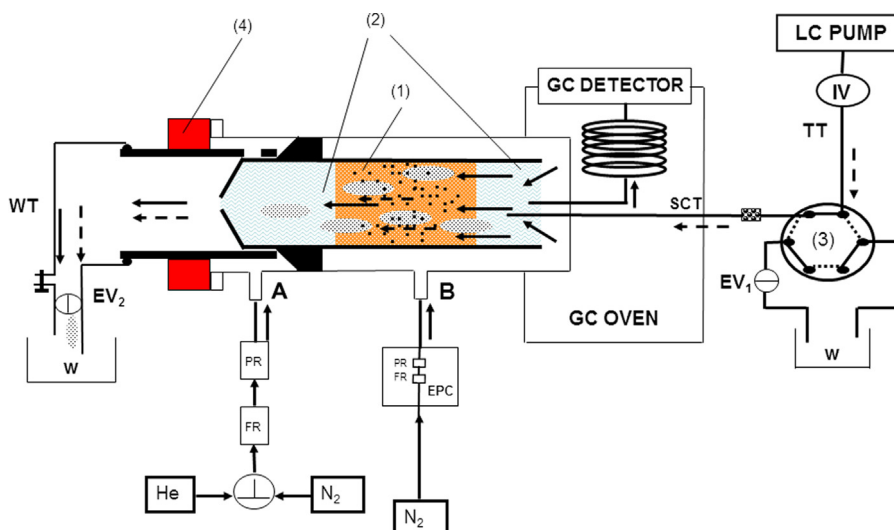 (4)
(2)
LC PUMP
GC DETECTOR
IV
(1)
TT
WT
SCT
(3)
A
B
EV2
EV1
GC OVEN
W
W
PR
PR
FR
EPC
FR
He
N2
N2